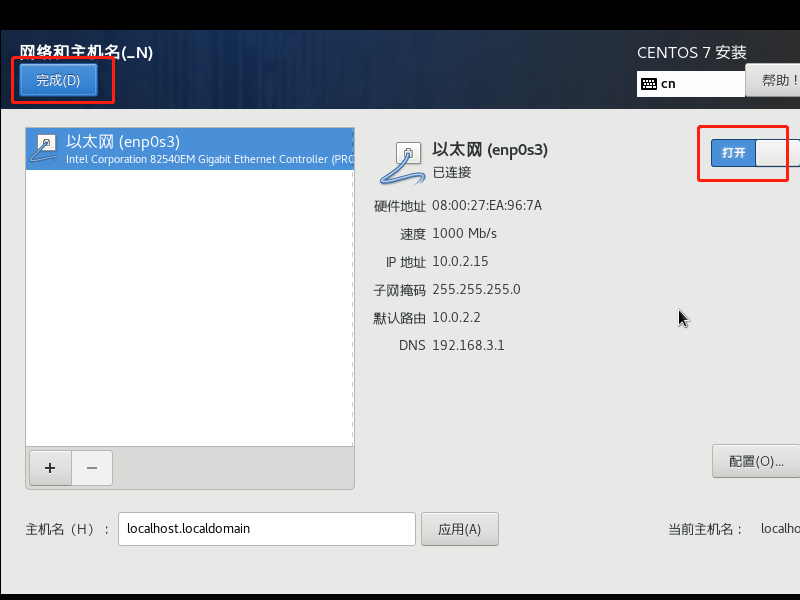 网络和主机名(_N)
CENTOS 7 安装
完成(D)
cn
帮助！
以太网 (enp0s3)
Intel Corporation 82540EM Gigabit Ethernet Controller (PRO
以太网 (enp0s3)
已连接
打开
硬件地址 08:00:27:EA:96:7A
速度 1000 Mb/s
IP 地址 10.0.2.15
子网掩码 255.255.255.0
默认路由 10.0.2.2
DNS 192.168.3.1
+
−
配置(O)...
主机名（H）：
localhost.localdomain
应用(A)
当前主机名： localho